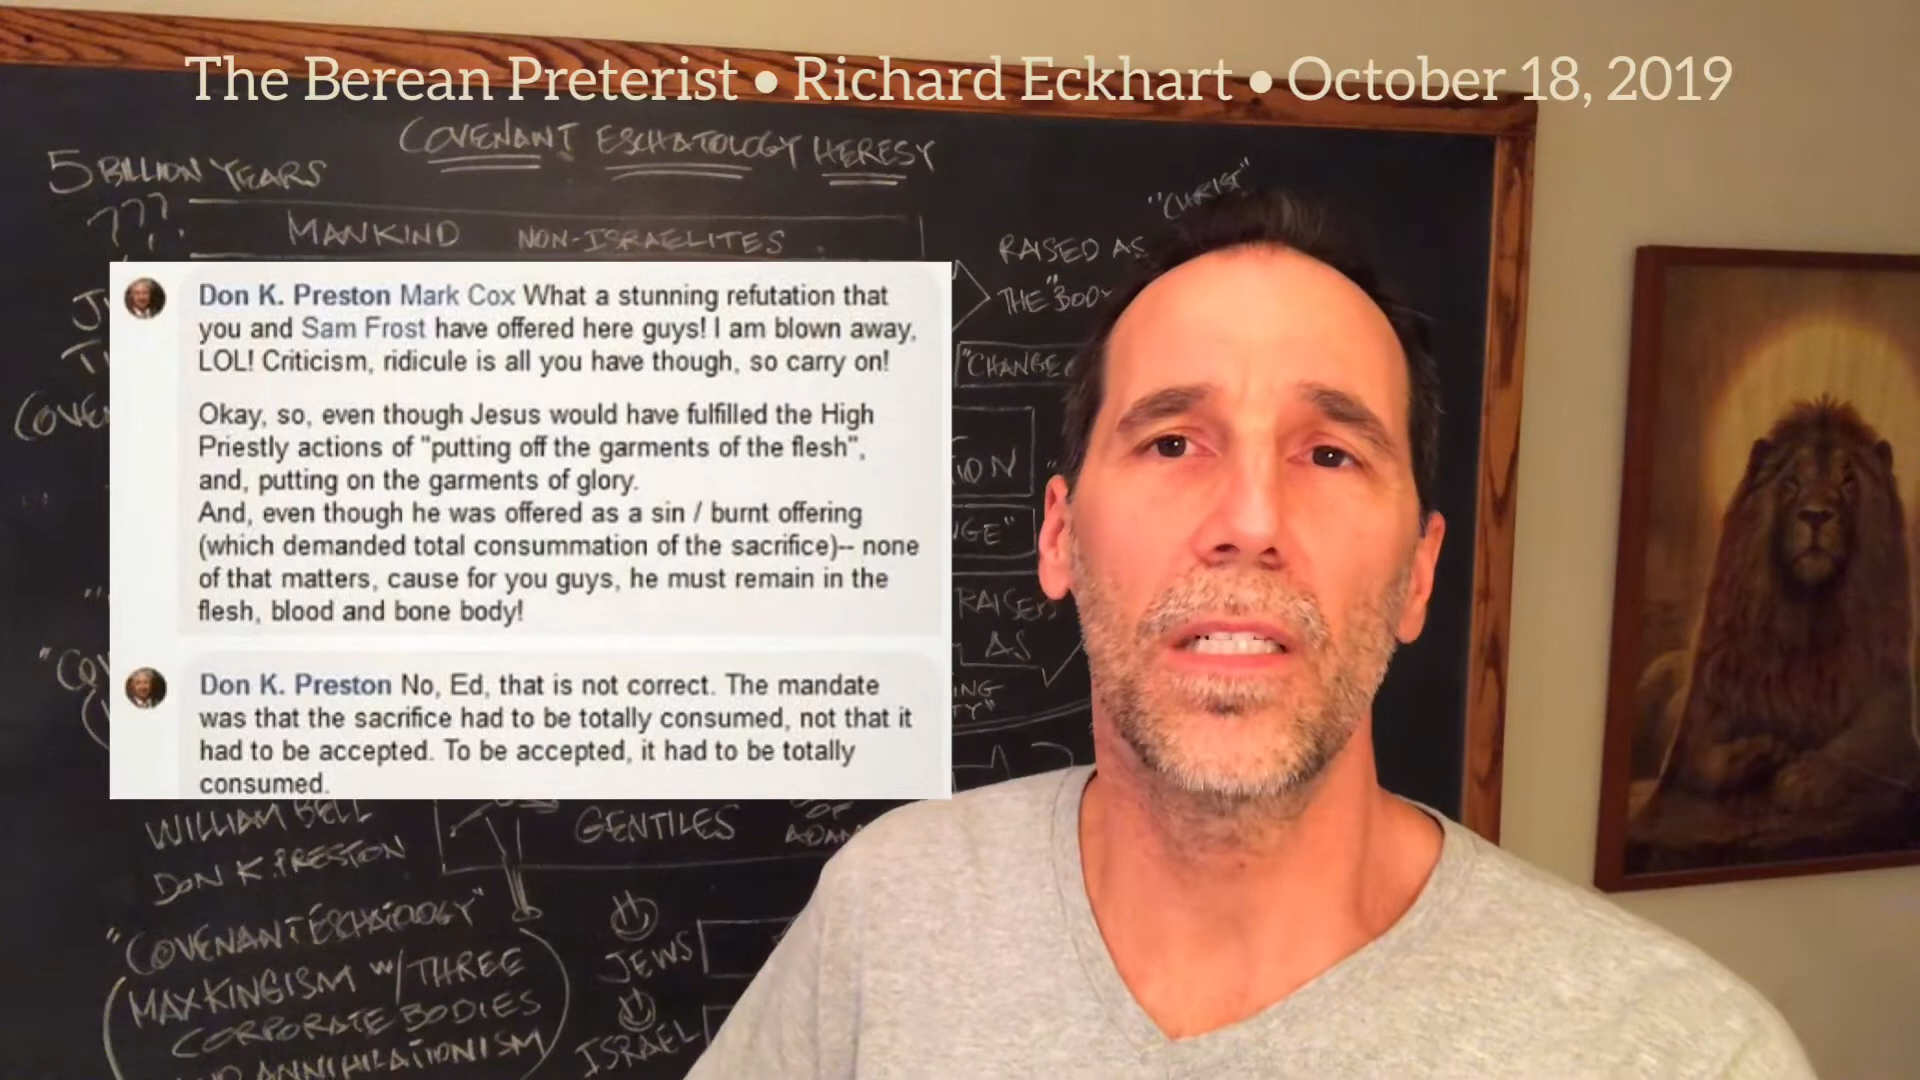 The Berean Preterist • Richard Eckhart • October 18, 2019
COVENANT ESCHATOLOGY HERESY
5 BILLION YEARS
???
MANKIND NON-ISRAELITES
"CHRIST"
RAISED AS
THE "BODY
"CHANGE
"
NGE"
RAISED
AS
Don K. Preston Mark Cox What a stunning refutation that
you and Sam Frost have offered here guys! I am blown away,
LOL! Criticism, ridicule is all you have though, so carry on!
Okay, so, even though Jesus would have fulfilled the High
Priestly actions of "putting off the garments of the flesh",
and, putting on the garments of glory.
And, even though he was offered as a sin / burnt offering
(which demanded total consummation of the sacrifice)-- none
of that matters, cause for you guys, he must remain in the
flesh, blood and bone body!
Don K. Preston No, Ed, that is not correct. The mandate
was that the sacrifice had to be totally consumed, not that it
had to be accepted. To be accepted, it had to be totally
consumed.
WILLIAM BELL
DON K. PRESTON
GENTILES
OF
ADAM
"COVENANT ESCHATOLOGY"
(MAXKINGISM W/ THREE
CORPORATE BODIES
ANNIHILATIONISM)
JEWS
ISRAEL